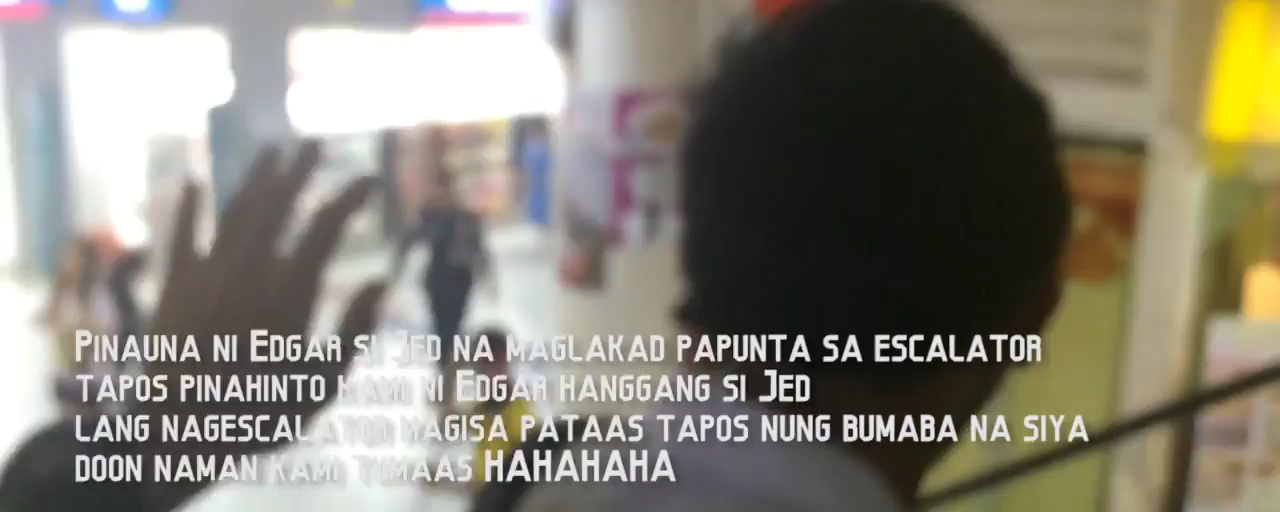 Pinauna ni Edgar si Jed na maglakad papunta sa escalator
tapos pinahinto kami ni Edgar hanggang si Jed
lang nagescalator magisa pataas tapos nung bumaba na siya
doon naman kami tumaas HAHAHAHA